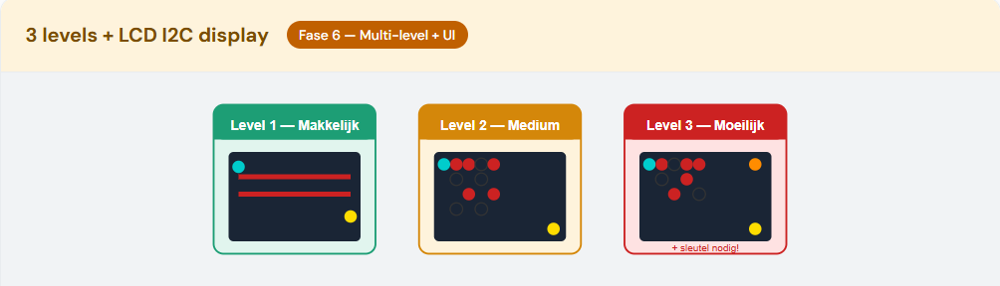 3 levels + LCD I2C display
Fase 6 — Multi-level + UI
Level 1 — Makkelijk
Level 2 — Medium
Level 3 — Moeilijk
+ sleutel nodig!